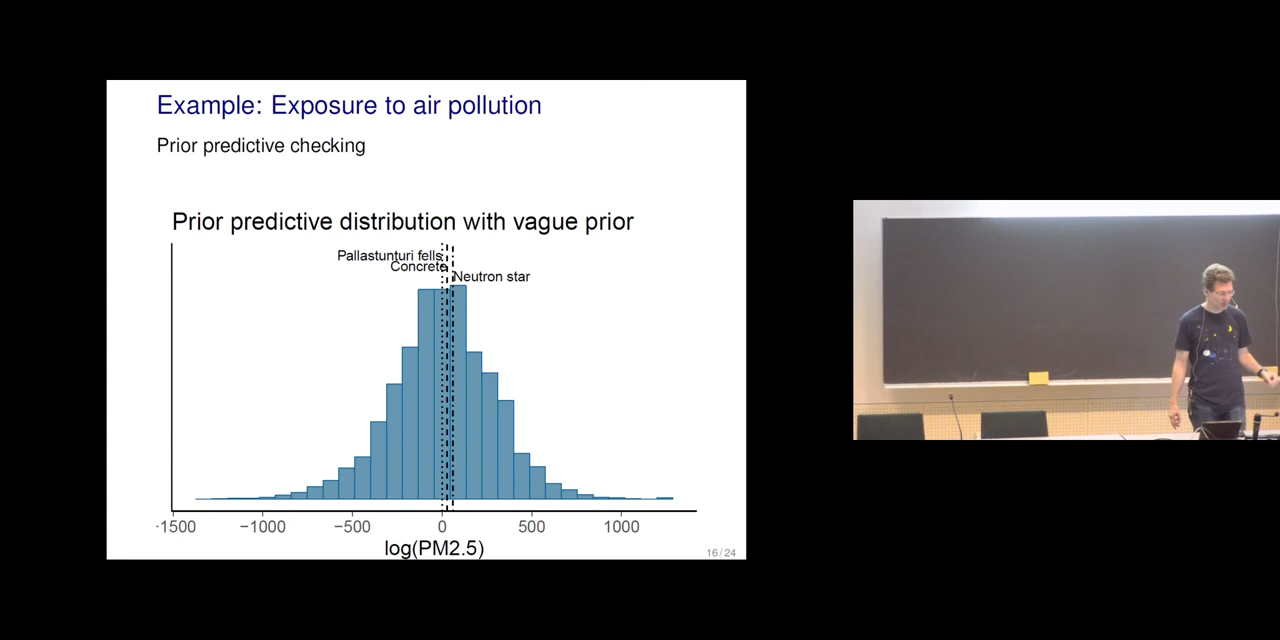 Example: Exposure to air pollution
Prior predictive checking
Prior predictive distribution with vague prior
Pallastunturi fells
Concrete
Neutron star
-1500 −1000 −500 0 500 1000
log(PM2.5)
16 / 24